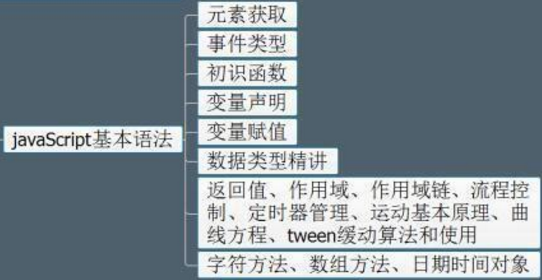 元素获取
事件类型
初识函数
变量声明
javaScript基本语法
变量赋值
数据类型精讲
返回值、作用域、作用域链、流程控
制、定时器管理、运动基本原理、曲
线方程、tween缓动算法和使用
字符方法、数组方法、日期时间对象